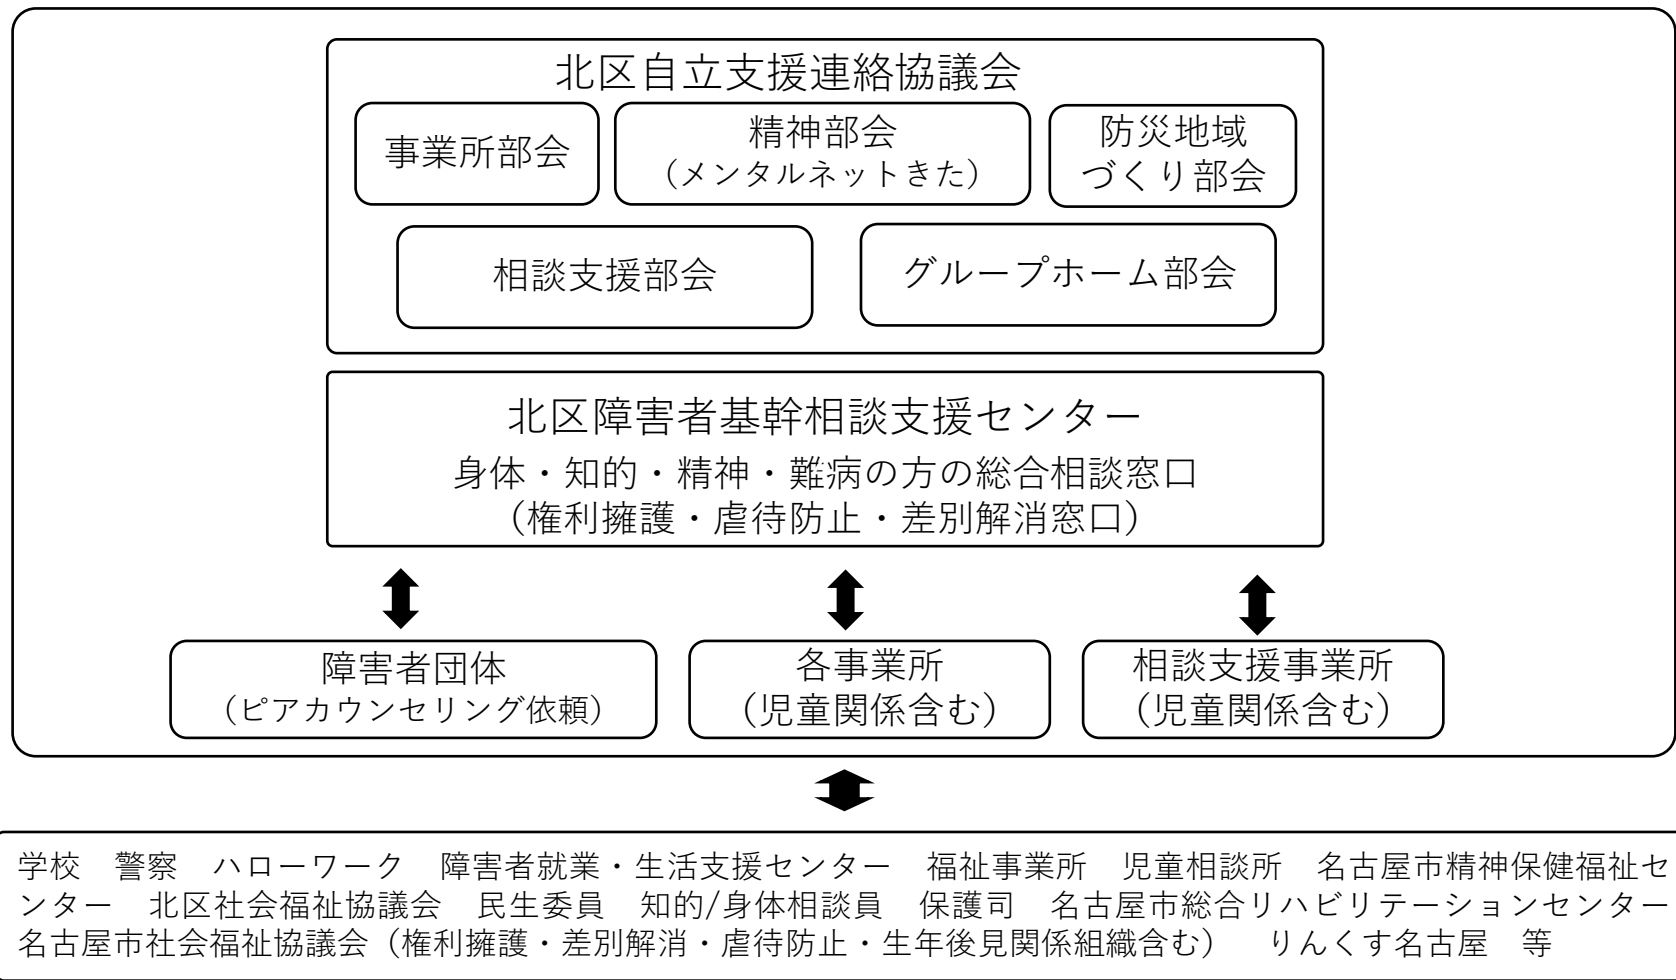 北区自立支援連絡協議会
事業所部会
精神部会
（メンタルネットきた）
防災地域
づくり部会
相談支援部会
グループホーム部会
北区障害者基幹相談支援センター
身体・知的・精神・難病の方の総合相談窓口
（権利擁護・虐待防止・差別解消窓口）
障害者団体
（ピアカウンセリング依頼）
各事業所
（児童関係含む）
相談支援事業所
（児童関係含む）
学校　警察　ハローワーク　障害者就業・生活支援センター　福祉事業所　児童相談所　名古屋市精神保健福祉セ
ンター　北区社会福祉協議会　民生委員　知的/身体相談員　保護司　名古屋市総合リハビリテーションセンター
名古屋市社会福祉協議会（権利擁護・差別解消・虐待防止・生年後見関係組織含む）　りんくす名古屋　等